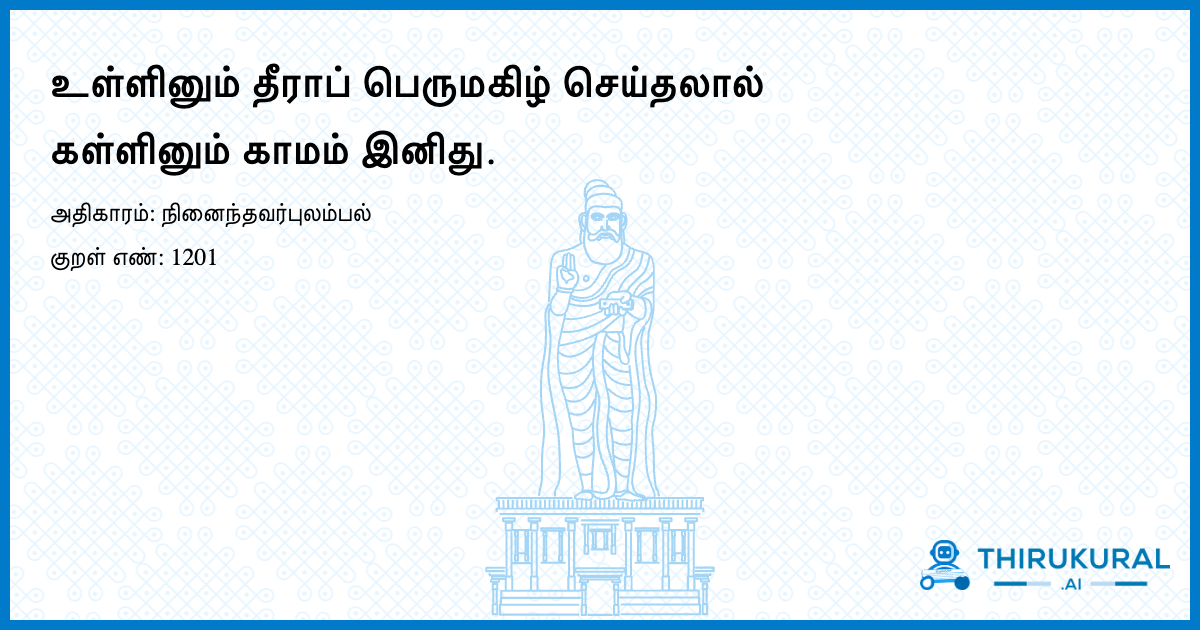 உள்ளினும் தீராப் பெருமகிழ் செய்தலால்
கள்ளினும் காமம் இனிது.
அதிகாரம்: நினைந்தவர்புலம்பல்
குறள் எண்: 1201
THIRUKURAL
.AI